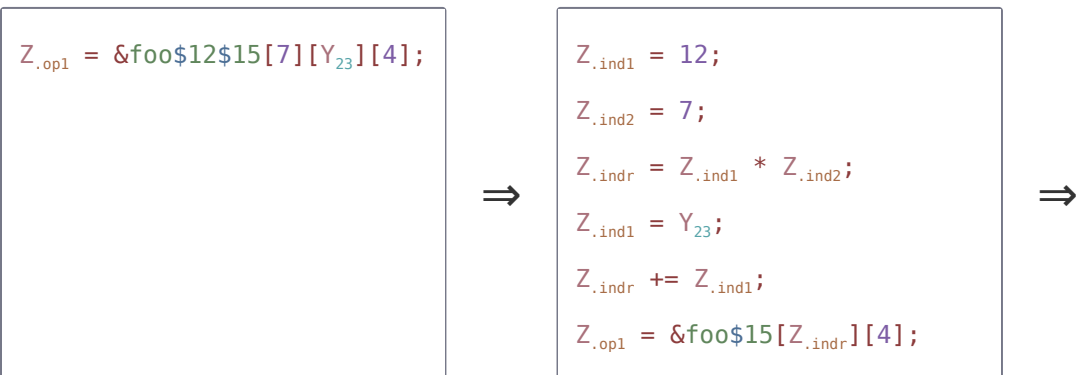 Z.op1 = &foo$12$15[7][Y23][4];
⇒
Z.ind1 = 12;
Z.ind2 = 7;
Z.indr = Z.ind1 * Z.ind2;
Z.ind1 = Y23;
Z.indr += Z.ind1;
Z.op1 = &foo$15[Z.indr][4];
⇒